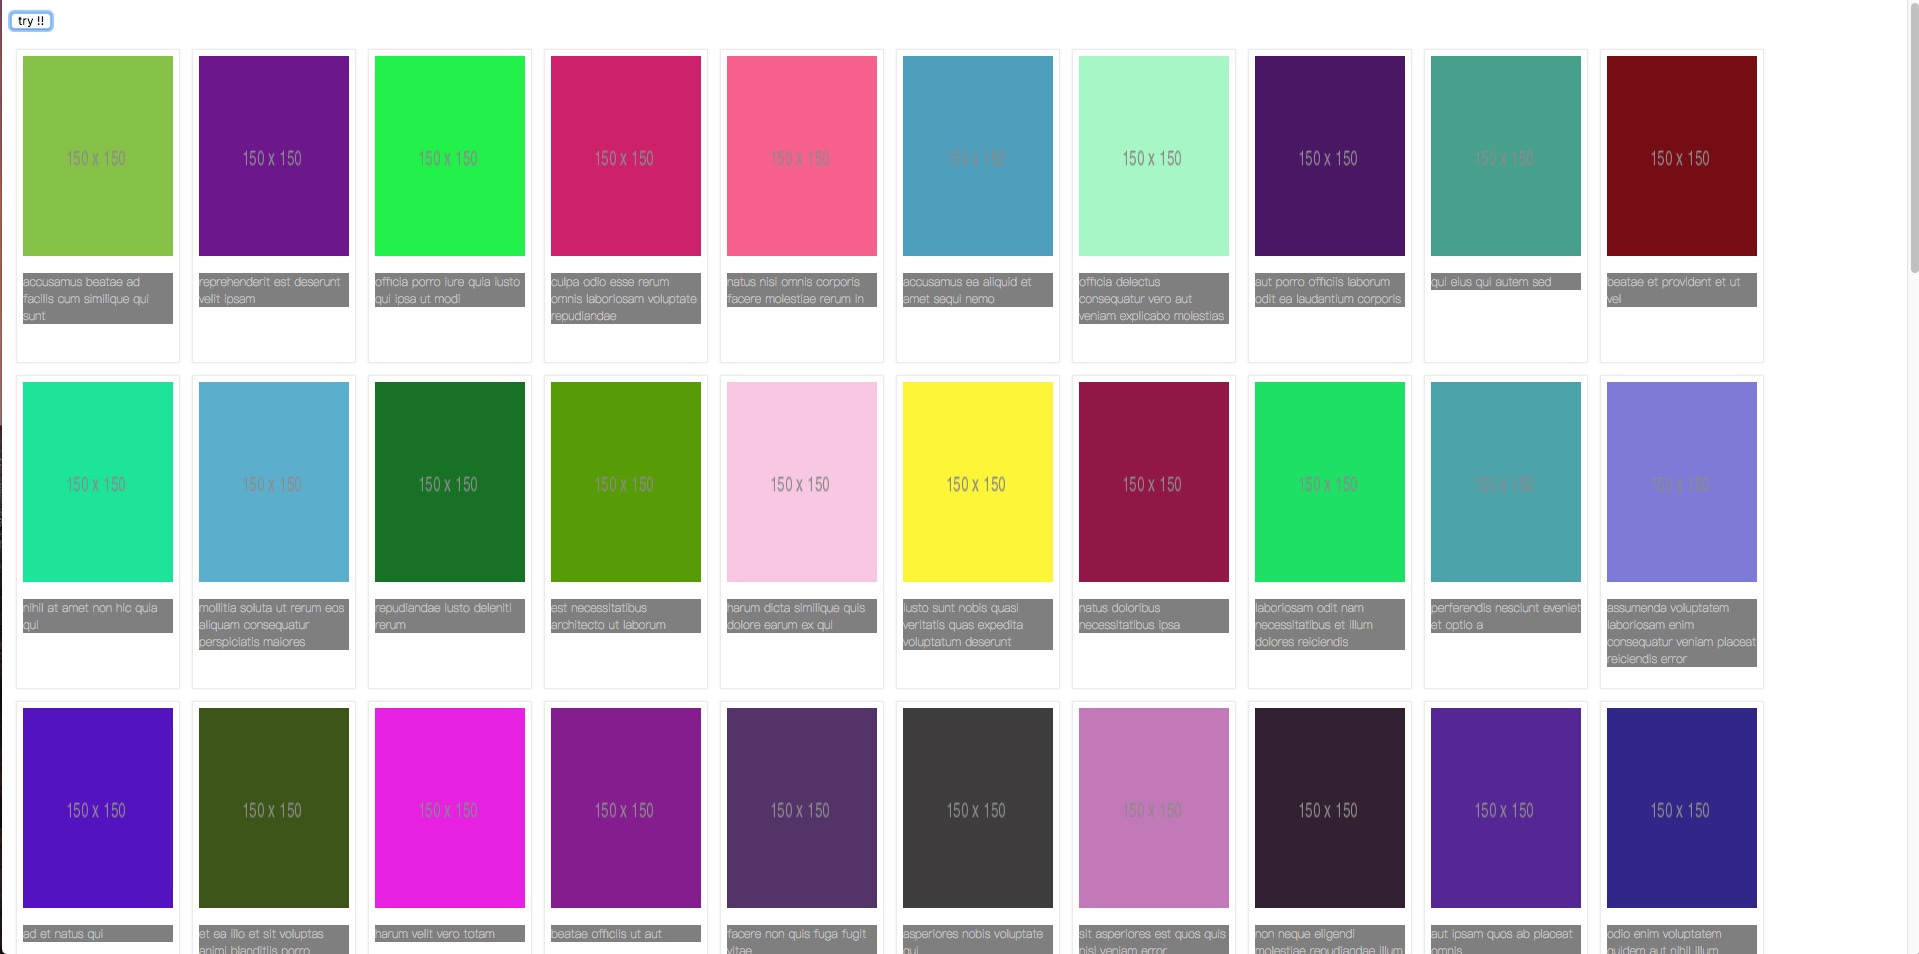 try !!
150 x 150
150 x 150
150 x 150
150 x 150
150 x 150
150 x 150
150 x 150
150 x 150
150 x 150
150 x 150
accusamus beatae ad
facilis cum similique qui
sunt
reprehenderit est deserunt
velit ipsam
officia porro iure quia iusto
qui ipsa ut modi
culpa odio esse rerum
omnis laboriosam voluptate
repudiandae
natus nisi omnis corporis
facere molestiae rerum in
accusamus ea aliquid et
amet sequi nemo
officia delectus
consequatur vero aut
veniam explicabo molestias
aut porro officiis laborum
odit ea laudantium corporis
qui eius qui autem sed
beatae et provident et ut
vel
150 x 150
150 x 150
150 x 150
150 x 150
150 x 150
150 x 150
150 x 150
150 x 150
150 x 150
150 x 150
nihil at amet non hic quia
qui
mollitia soluta ut rerum eos
aliquam consequatur
perspiciatis maiores
repudiandae iusto deleniti
rerum
est necessitatibus
architecto ut laborum
harum dicta similique quis
dolore earum ex qui
iusto sunt nobis quasi
veritatis quas expedita
voluptatum deserunt
natus doloribus
necessitatibus ipsa
laboriosam odit nam
necessitatibus et illum
dolores reiciendis
perferendis nesciunt eveniet
et optio a
assumenda voluptatem
laboriosam enim
consequatur veniam placeat
reiciendis error
150 x 150
150 x 150
150 x 150
150 x 150
150 x 150
150 x 150
150 x 150
150 x 150
150 x 150
150 x 150
ad et natus qui
et ea illo et sit voluptas
animi blanditiis porro
harum velit vero totam
beatae officiis ut aut
facere non quis fuga fugit
vitae
asperiores nobis voluptate
qui
sit asperiores est quos quis
nisi veniam error
non neque eligendi
molestiae repudiandae illum
aut ipsam quos ab placeat
omnis
odio enim voluptatem
quidem aut nihil illum